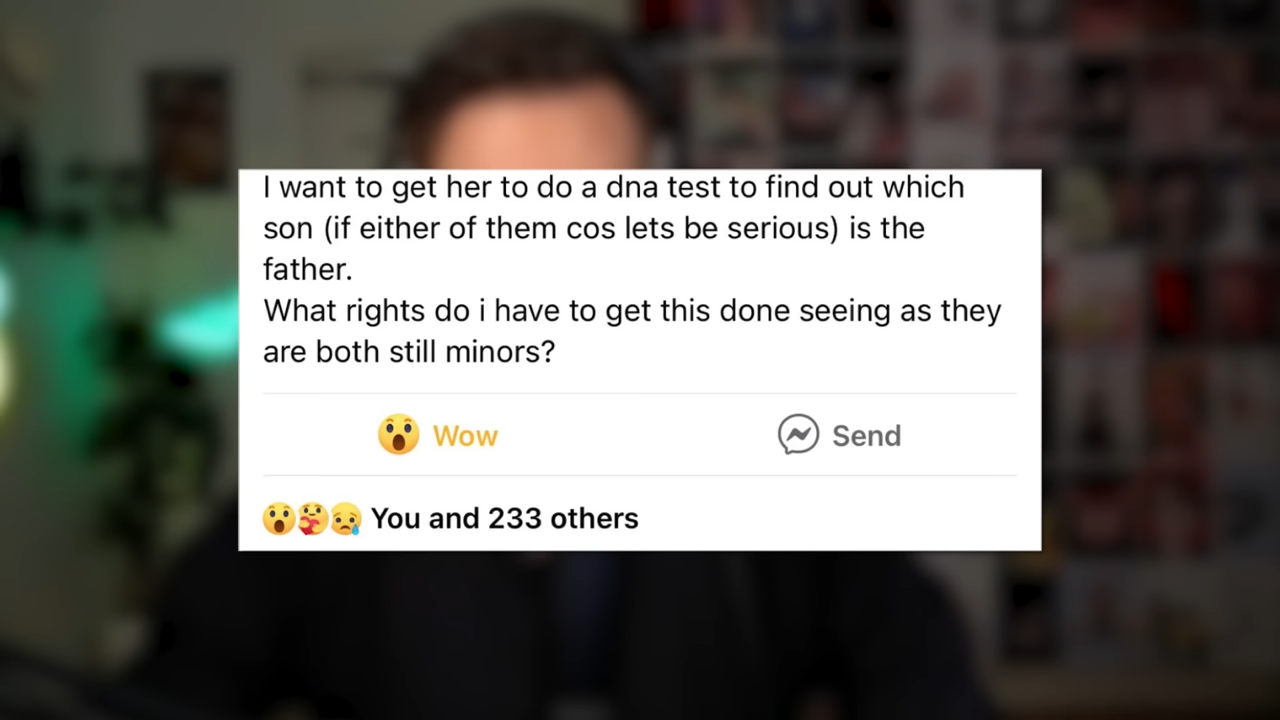 I want to get her to do a dna test to find out which
son (if either of them cos lets be serious) is the
father.
What rights do i have to get this done seeing as they
are both still minors?
Wow
Send
You and 233 others